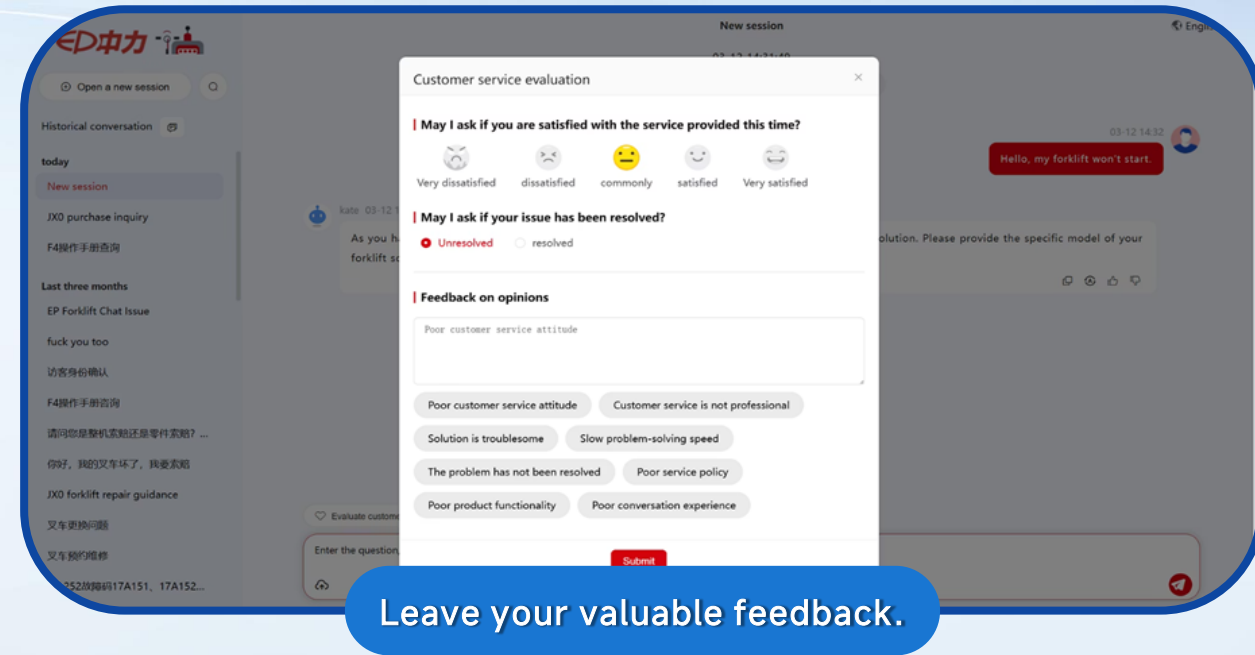 中力
New session
Open a new session
Historical conversation
today
New session
JX0 purchase inquiry
F4操作手册查询
Last three months
EP Forklift Chat Issue
fuck you too
访客身份确认
F4操作手册咨询
请问您是整机索赔还是零件索赔? ...
你好，我的叉车坏了，我要索赔
JX0 forklift repair guidance
叉车更换问题
叉车预约维修
252故障码17A151、17A152...
03-12 14:32
Hello, my forklift won't start.
kate 03-12 1
As you h
olution. Please provide the specific model of your
forklift so
Evaluate custome
Enter the question,
Customer service evaluation
May I ask if you are satisfied with the service provided this time?
Very dissatisfied dissatisfied commonly satisfied Very satisfied
May I ask if your issue has been resolved?
Unresolved resolved
Feedback on opinions
Poor customer service attitude
Poor customer service attitude Customer service is not professional
Solution is troublesome Slow problem-solving speed
The problem has not been resolved Poor service policy
Poor product functionality Poor conversation experience
Submit
Leave your valuable feedback.